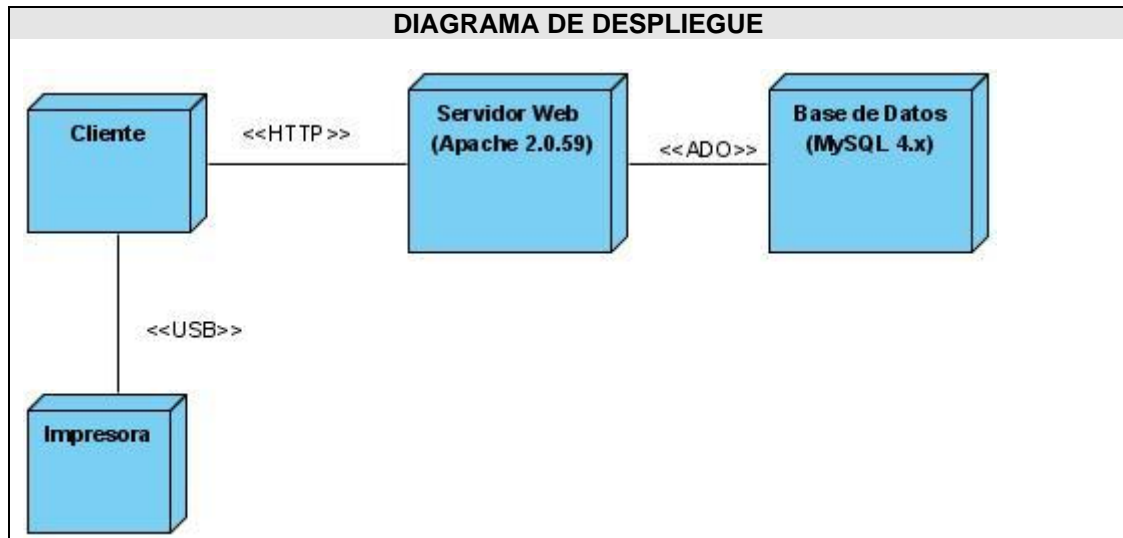 DIAGRAMA DE DESPLIEGUE
Cliente
<<HTTP>>
Servidor Web
(Apache 2.0.59)
<<ADO>>
Base de Datos
(MySQL 4.x)
<<USB>>
Impresora